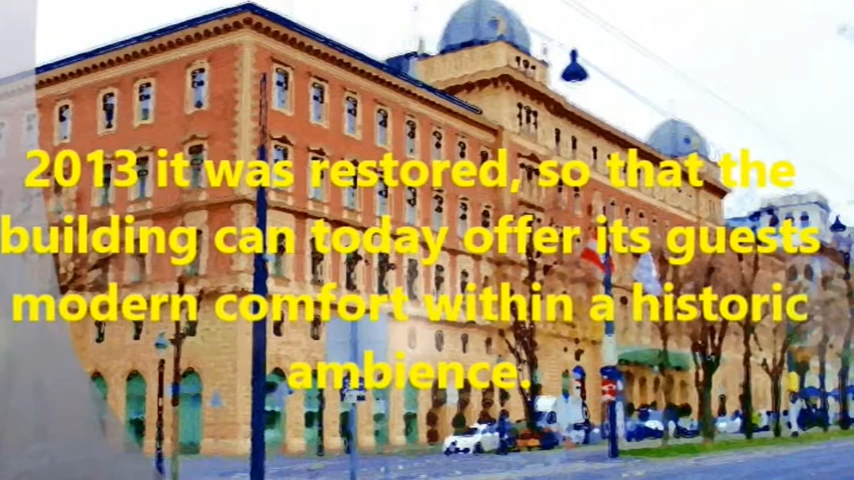 2013 it was restored, so that the
building can today offer its guests
modern comfort within a historic
ambience.